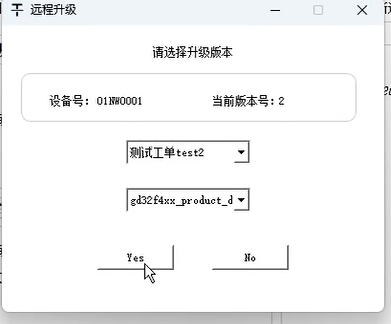 远程升级
请选择升级版本
设备号：01NW0001 当前版本号：2
测试工单test2
gd32f4xx_product_d
Yes No